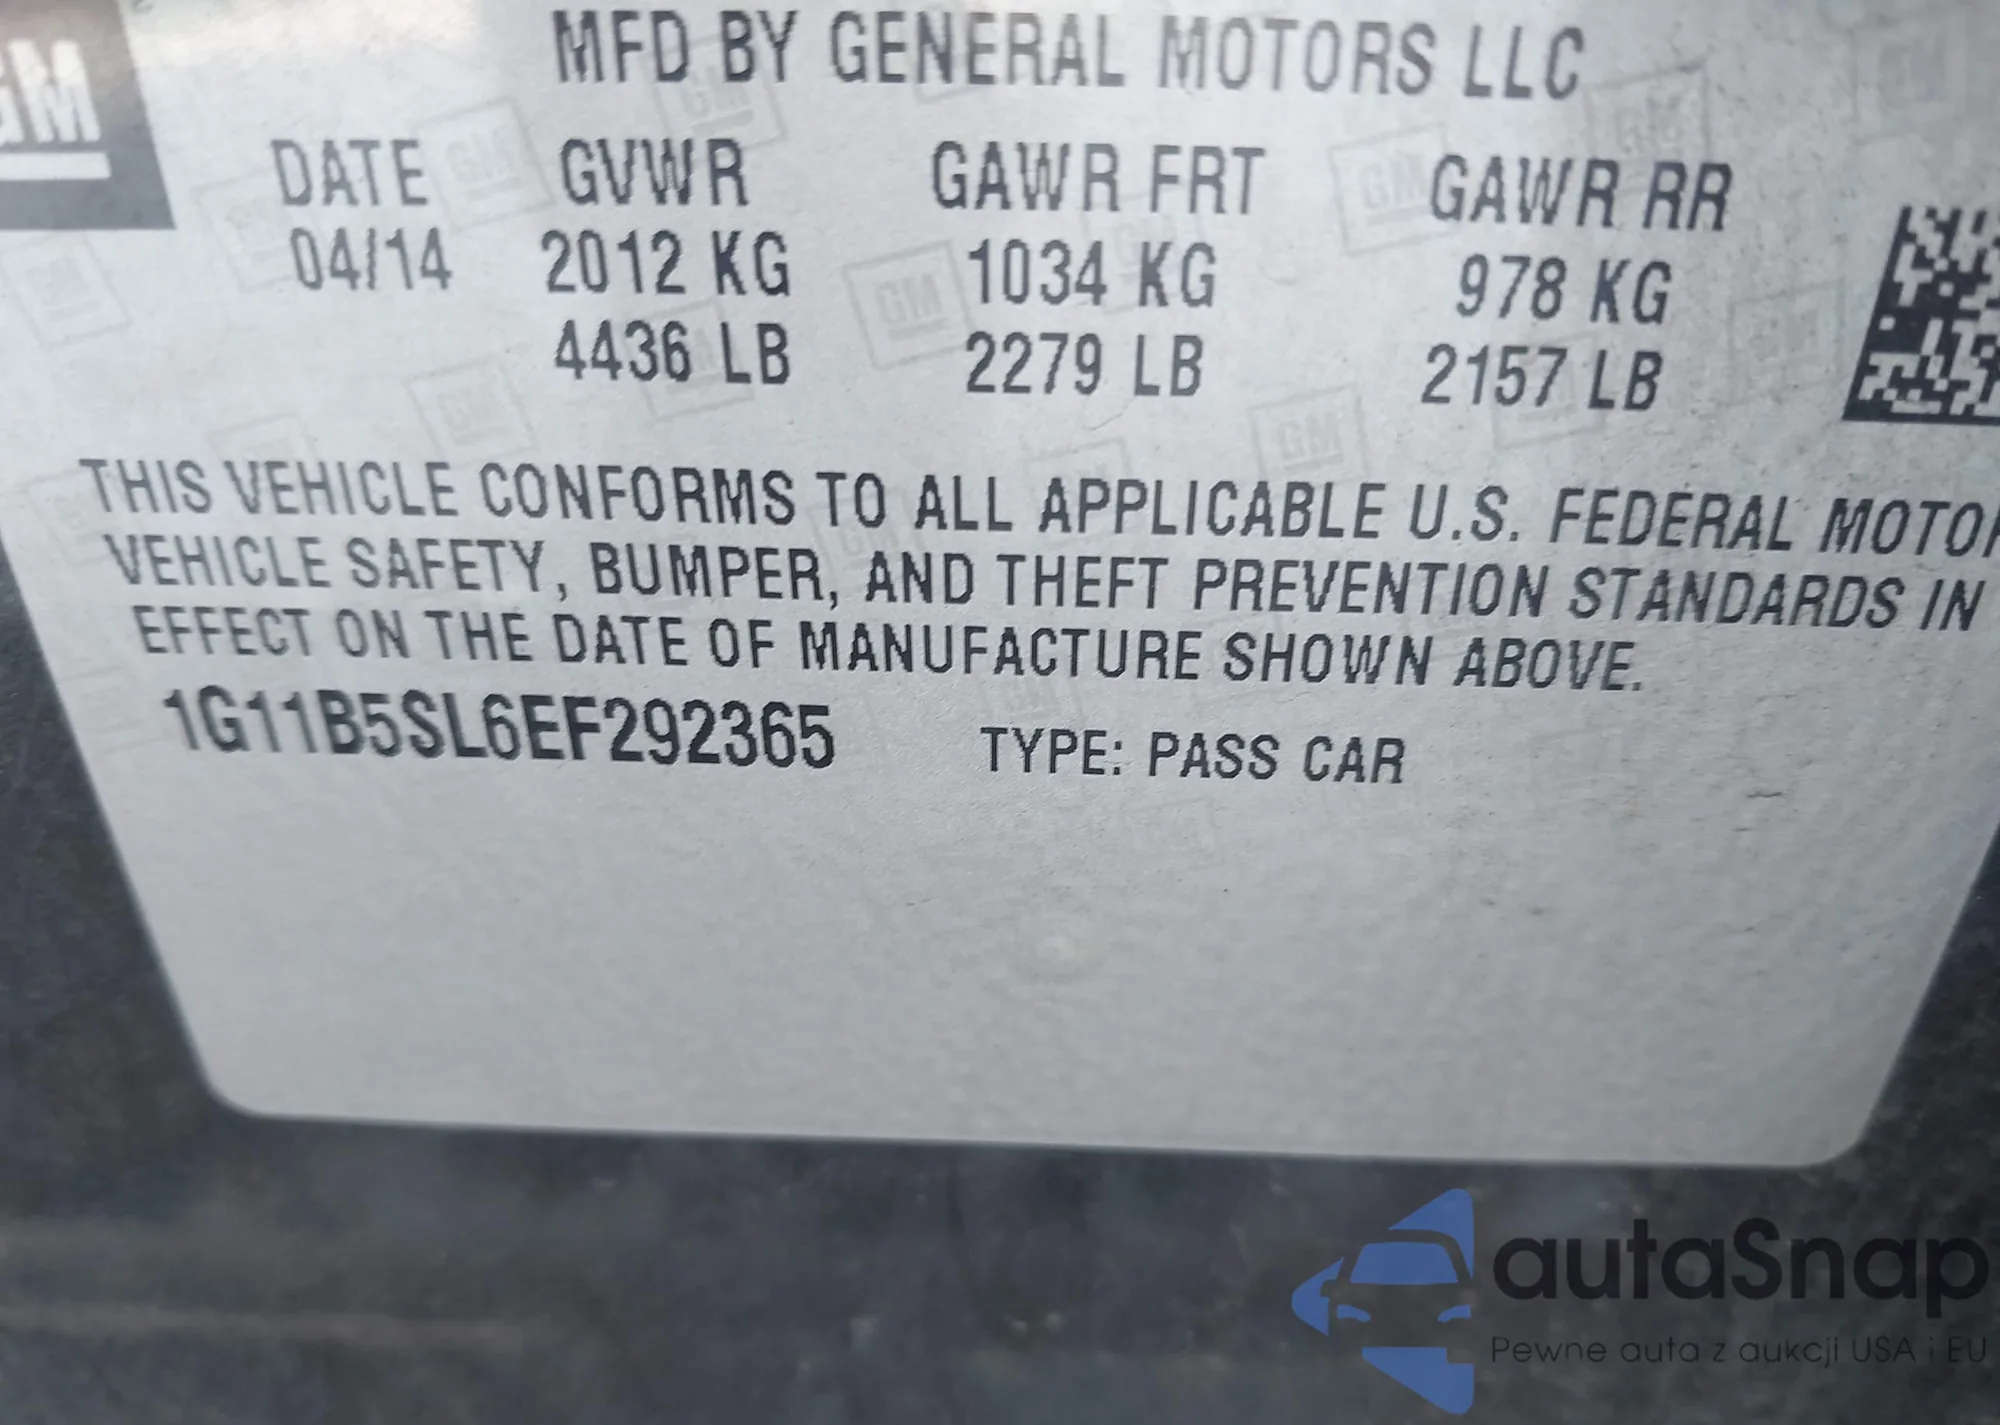 GM
MFD BY GENERAL MOTORS LLC
DATE GVWR GAWR FRT GAWR RR
04/14 2012 KG 1034 KG 978 KG
4436 LB 2279 LB 2157 LB
THIS VEHICLE CONFORMS TO ALL APPLICABLE U.S. FEDERAL MOTOR
VEHICLE SAFETY, BUMPER, AND THEFT PREVENTION STANDARDS IN
EFFECT ON THE DATE OF MANUFACTURE SHOWN ABOVE.
1G11B5SL6EF292365 TYPE: PASS CAR
autaSnap
Pewne auta z aukcji USA i EU